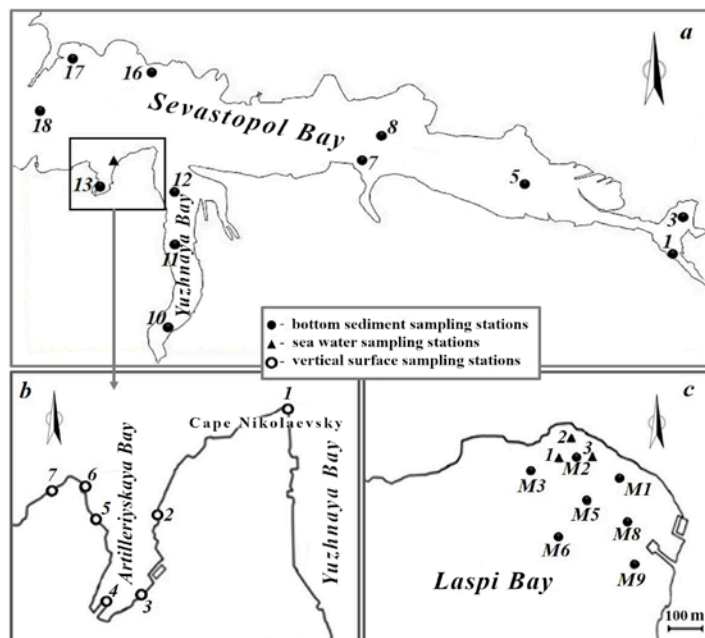 a
17
16
Sevastopol Bay
18
8
7
13
12
5
3
1
11
Yuzhnaya Bay
10
● - bottom sediment sampling stations
▲ - sea water sampling stations
○ - vertical surface sampling stations
b
1
Cape Nikolaevsky
7
6
5
2
Artilleriyskaya Bay
Yuzhnaya Bay
4
3
c
2
1
3
M2
M3
M1
M5
M8
M6
M9
Laspi Bay
100 m